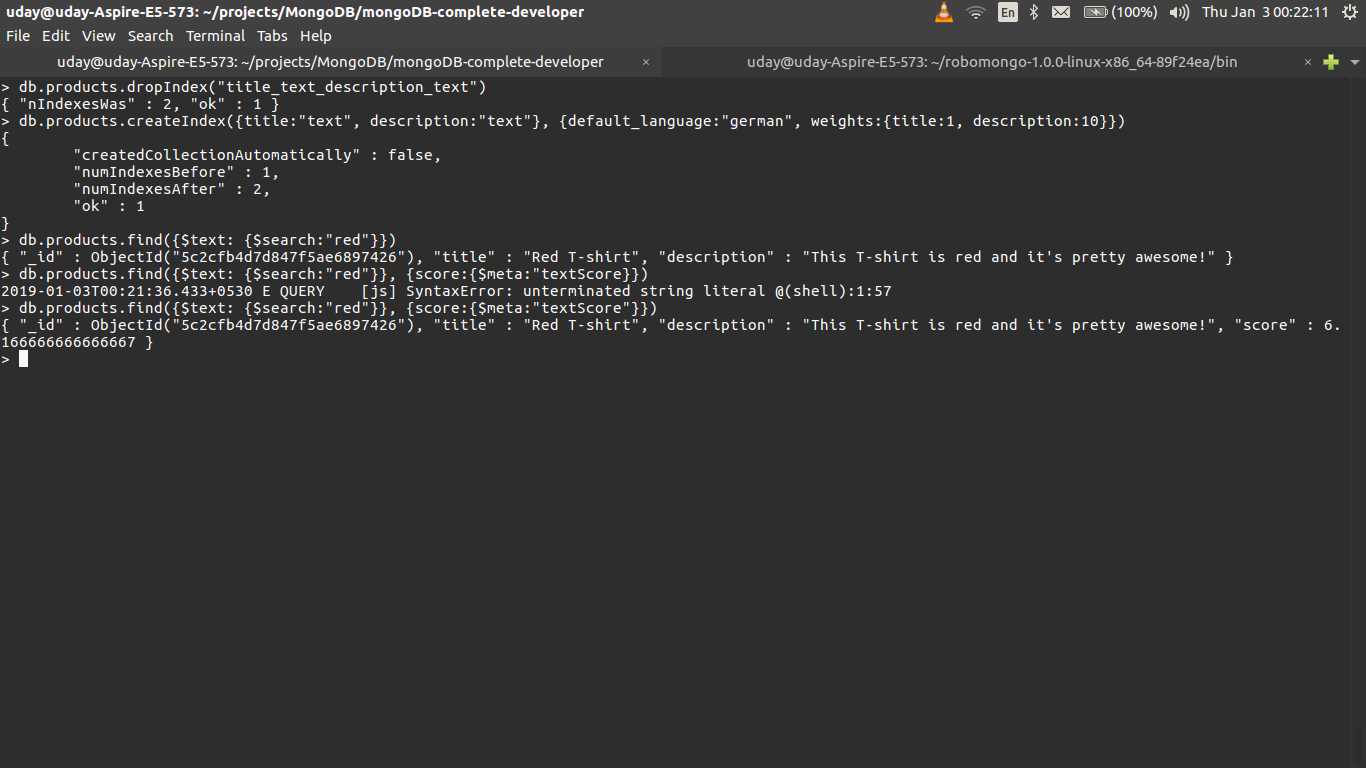 uday@uday-Aspire-E5-573: ~/projects/MongoDB/mongoDB-complete-developer En (100%) Thu Jan 3 00:22:11
File Edit View Search Terminal Tabs Help
uday@uday-Aspire-E5-573: ~/projects/MongoDB/mongoDB-complete-developer × uday@uday-Aspire-E5-573: ~/robomongo-1.0.0-linux-x86_64-89f24ea/bin ×
> db.products.dropIndex("title_text_description_text")
{ "nIndexesWas" : 2, "ok" : 1 }
> db.products.createIndex({title:"text", description:"text"}, {default_language:"german", weights:{title:1, description:10}})
{
        "createdCollectionAutomatically" : false,
        "numIndexesBefore" : 1,
        "numIndexesAfter" : 2,
        "ok" : 1
}
> db.products.find({$text: {$search:"red"}})
{ "_id" : ObjectId("5c2cfb4d7d847f5ae6897426"), "title" : "Red T-shirt", "description" : "This T-shirt is red and it's pretty awesome!" }
> db.products.find({$text: {$search:"red"}}, {score:{$meta:"textScore}})
2019-01-03T00:21:36.433+0530 E QUERY    [js] SyntaxError: unterminated string literal @(shell):1:57
> db.products.find({$text: {$search:"red"}}, {score:{$meta:"textScore"}})
{ "_id" : ObjectId("5c2cfb4d7d847f5ae6897426"), "title" : "Red T-shirt", "description" : "This T-shirt is red and it's pretty awesome!", "score" : 6.
166666666666667 }
>